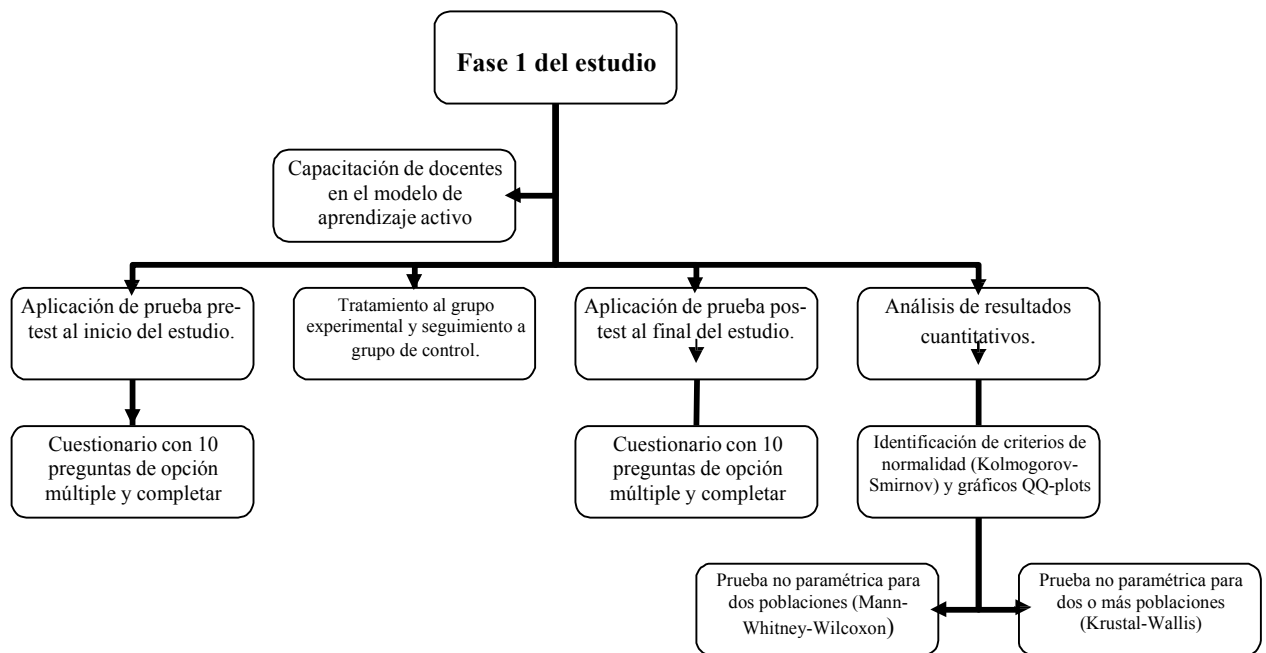 Fase 1 del estudio
Capacitación de docentes
en el modelo de
aprendizaje activo
Aplicación de prueba pre-
test al inicio del estudio.
Tratamiento al grupo
experimental y seguimiento a
grupo de control.
Aplicación de prueba pos-
test al final del estudio.
Análisis de resultados
cuantitativos.
Cuestionario con 10
preguntas de opción
múltiple y completar
Cuestionario con 10
preguntas de opción
múltiple y completar
Identificación de criterios de
normalidad (Kolmogorov-
Smirnov) y gráficos QQ-plots
Prueba no paramétrica para
dos poblaciones (Mann-
Whitney-Wilcoxon)
Prueba no paramétrica para
dos o más poblaciones
(Krustal-Wallis)